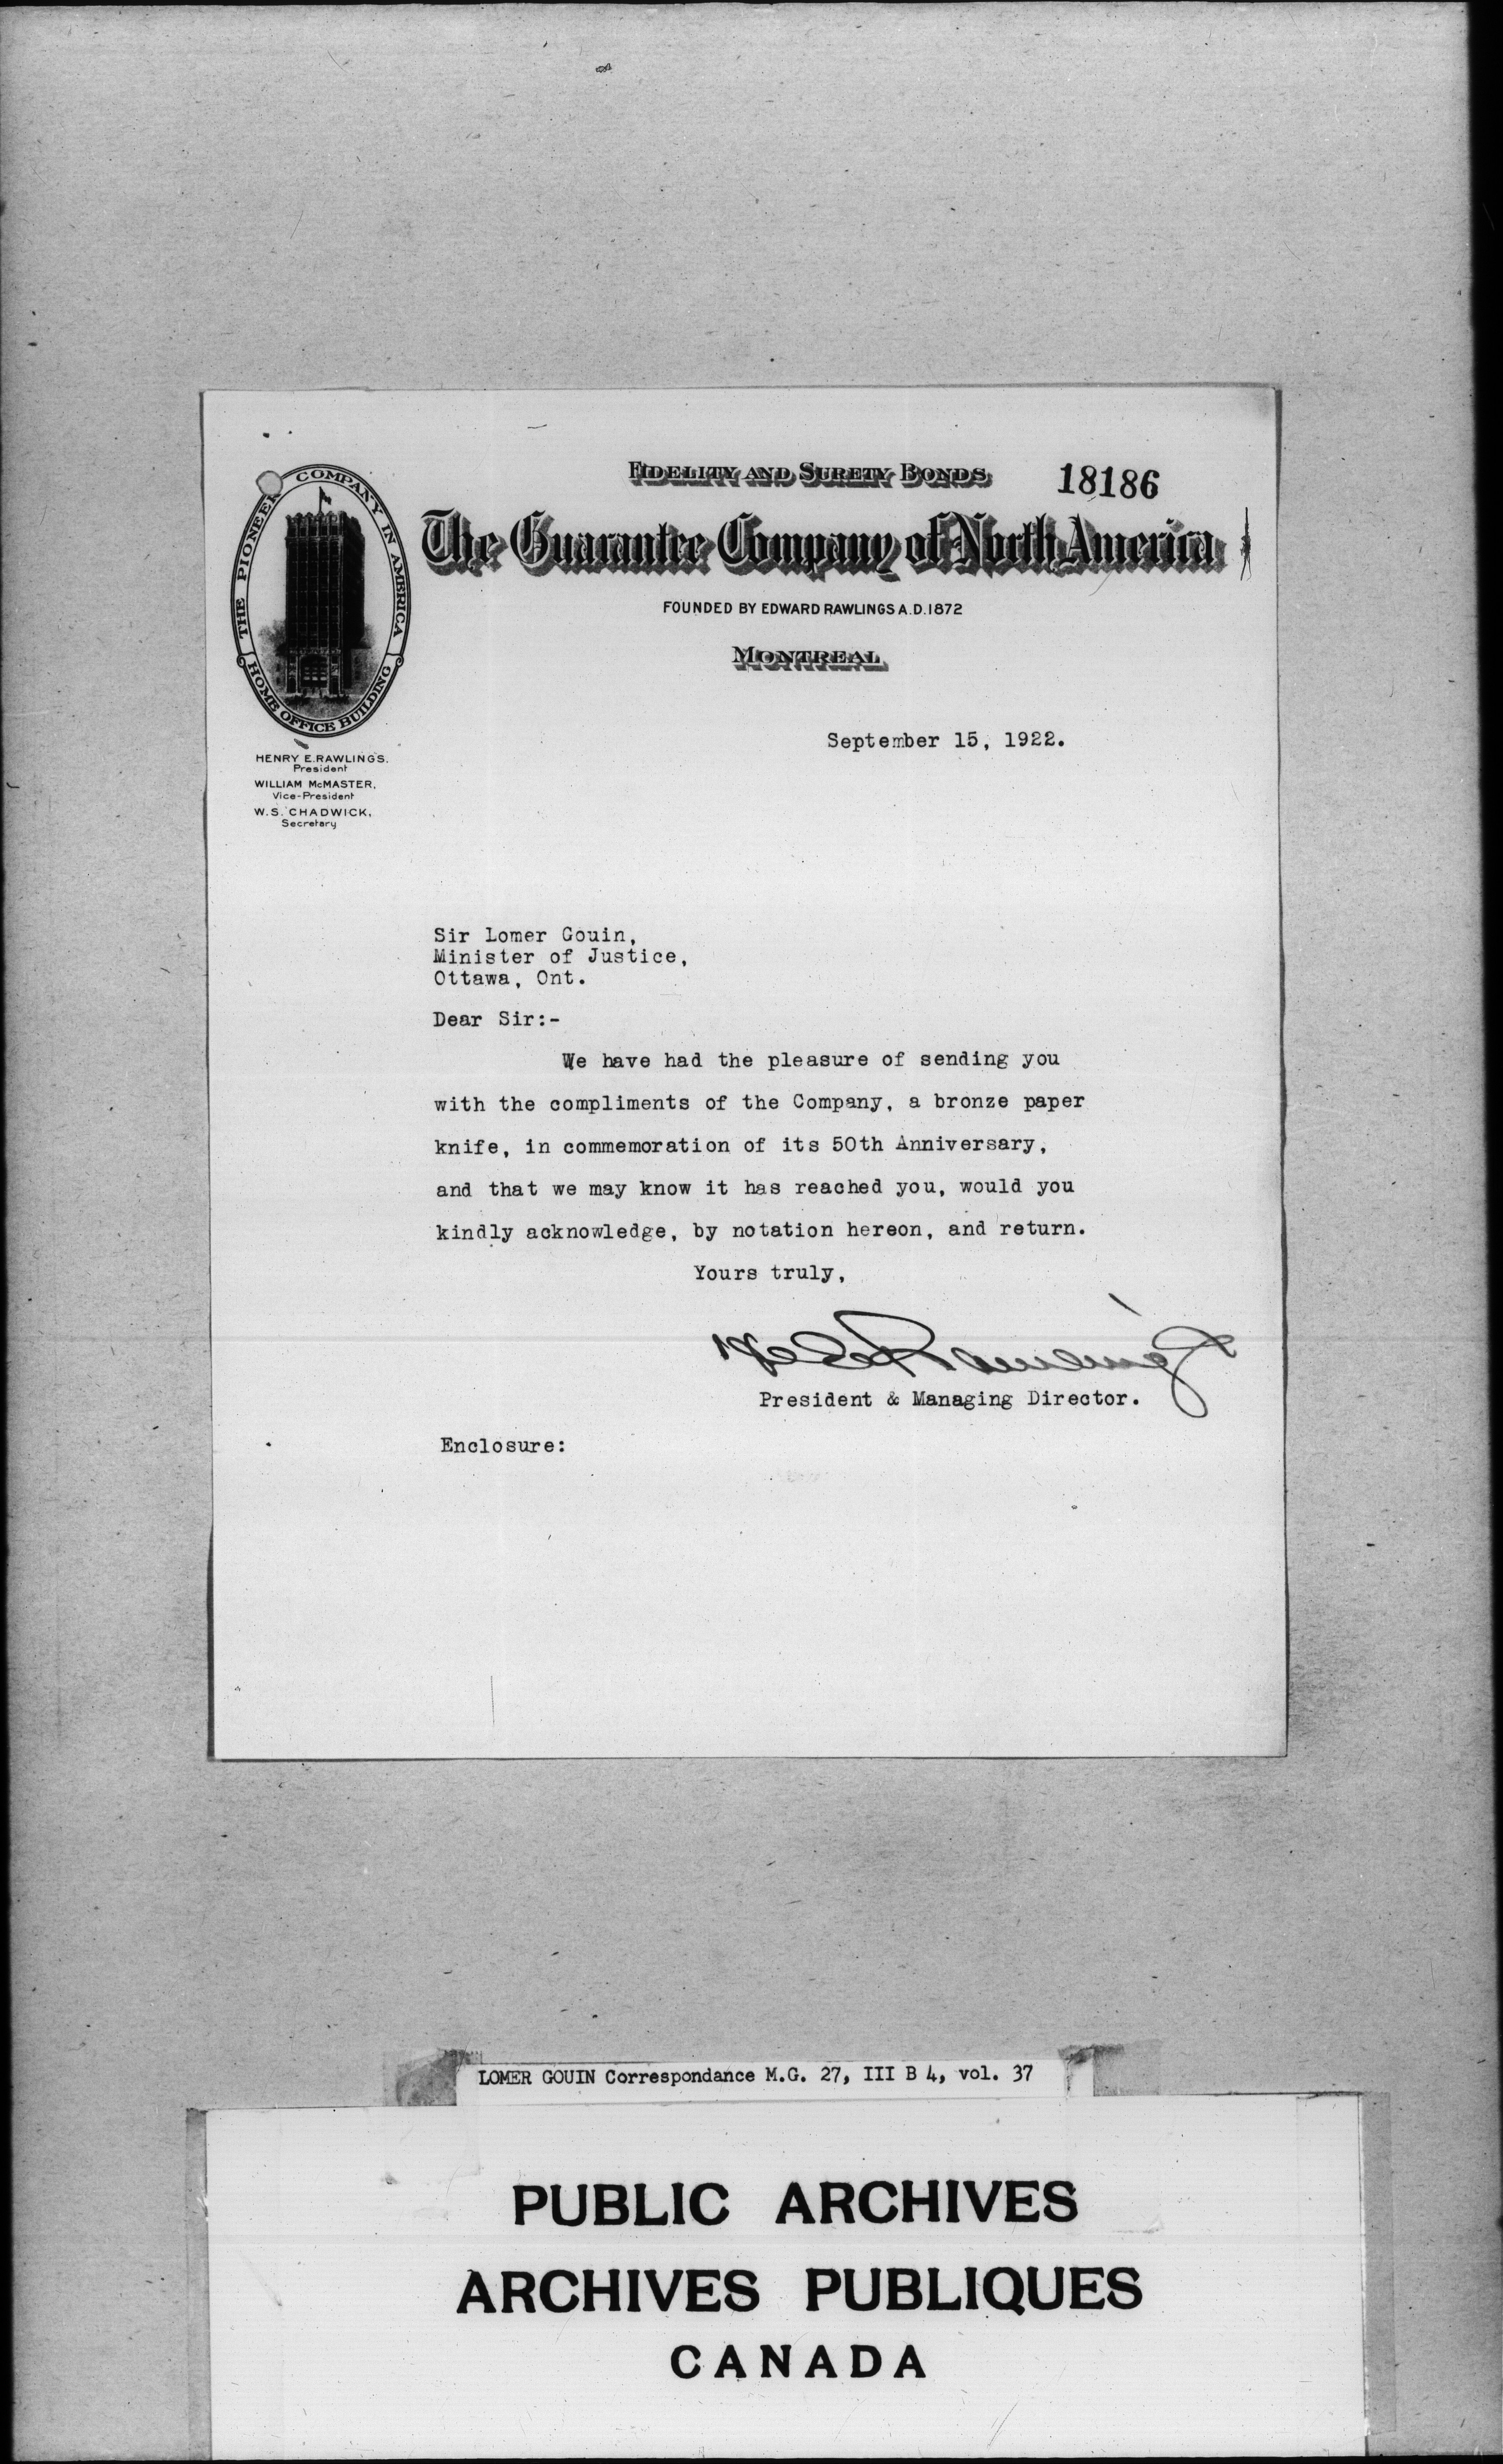 FIDELITY AND SURETY BONDS
18186
The Guarantee Company of North America
FOUNDED BY EDWARD RAWLINGS A.D. 1872
MONTREAL
THE PIONEER COMPANY IN AMERICA
HOME OFFICE BUILDING
HENRY E. RAWLINGS,
President
WILLIAM McMASTER,
Vice-President
W. S. CHADWICK,
Secretary
September 15, 1922.
Sir Lomer Gouin,
Minister of Justice,
Ottawa, Ont.
Dear Sir:-
We have had the pleasure of sending you
with the compliments of the Company, a bronze paper
knife, in commemoration of its 50th Anniversary,
and that we may know it has reached you, would you
kindly acknowledge, by notation hereon, and return.
Yours truly,
H E Rawlings
President & Managing Director.
Enclosure:
LOMER GOUIN Correspondance M.G. 27, III B 4, vol. 37
PUBLIC ARCHIVES
ARCHIVES PUBLIQUES
CANADA